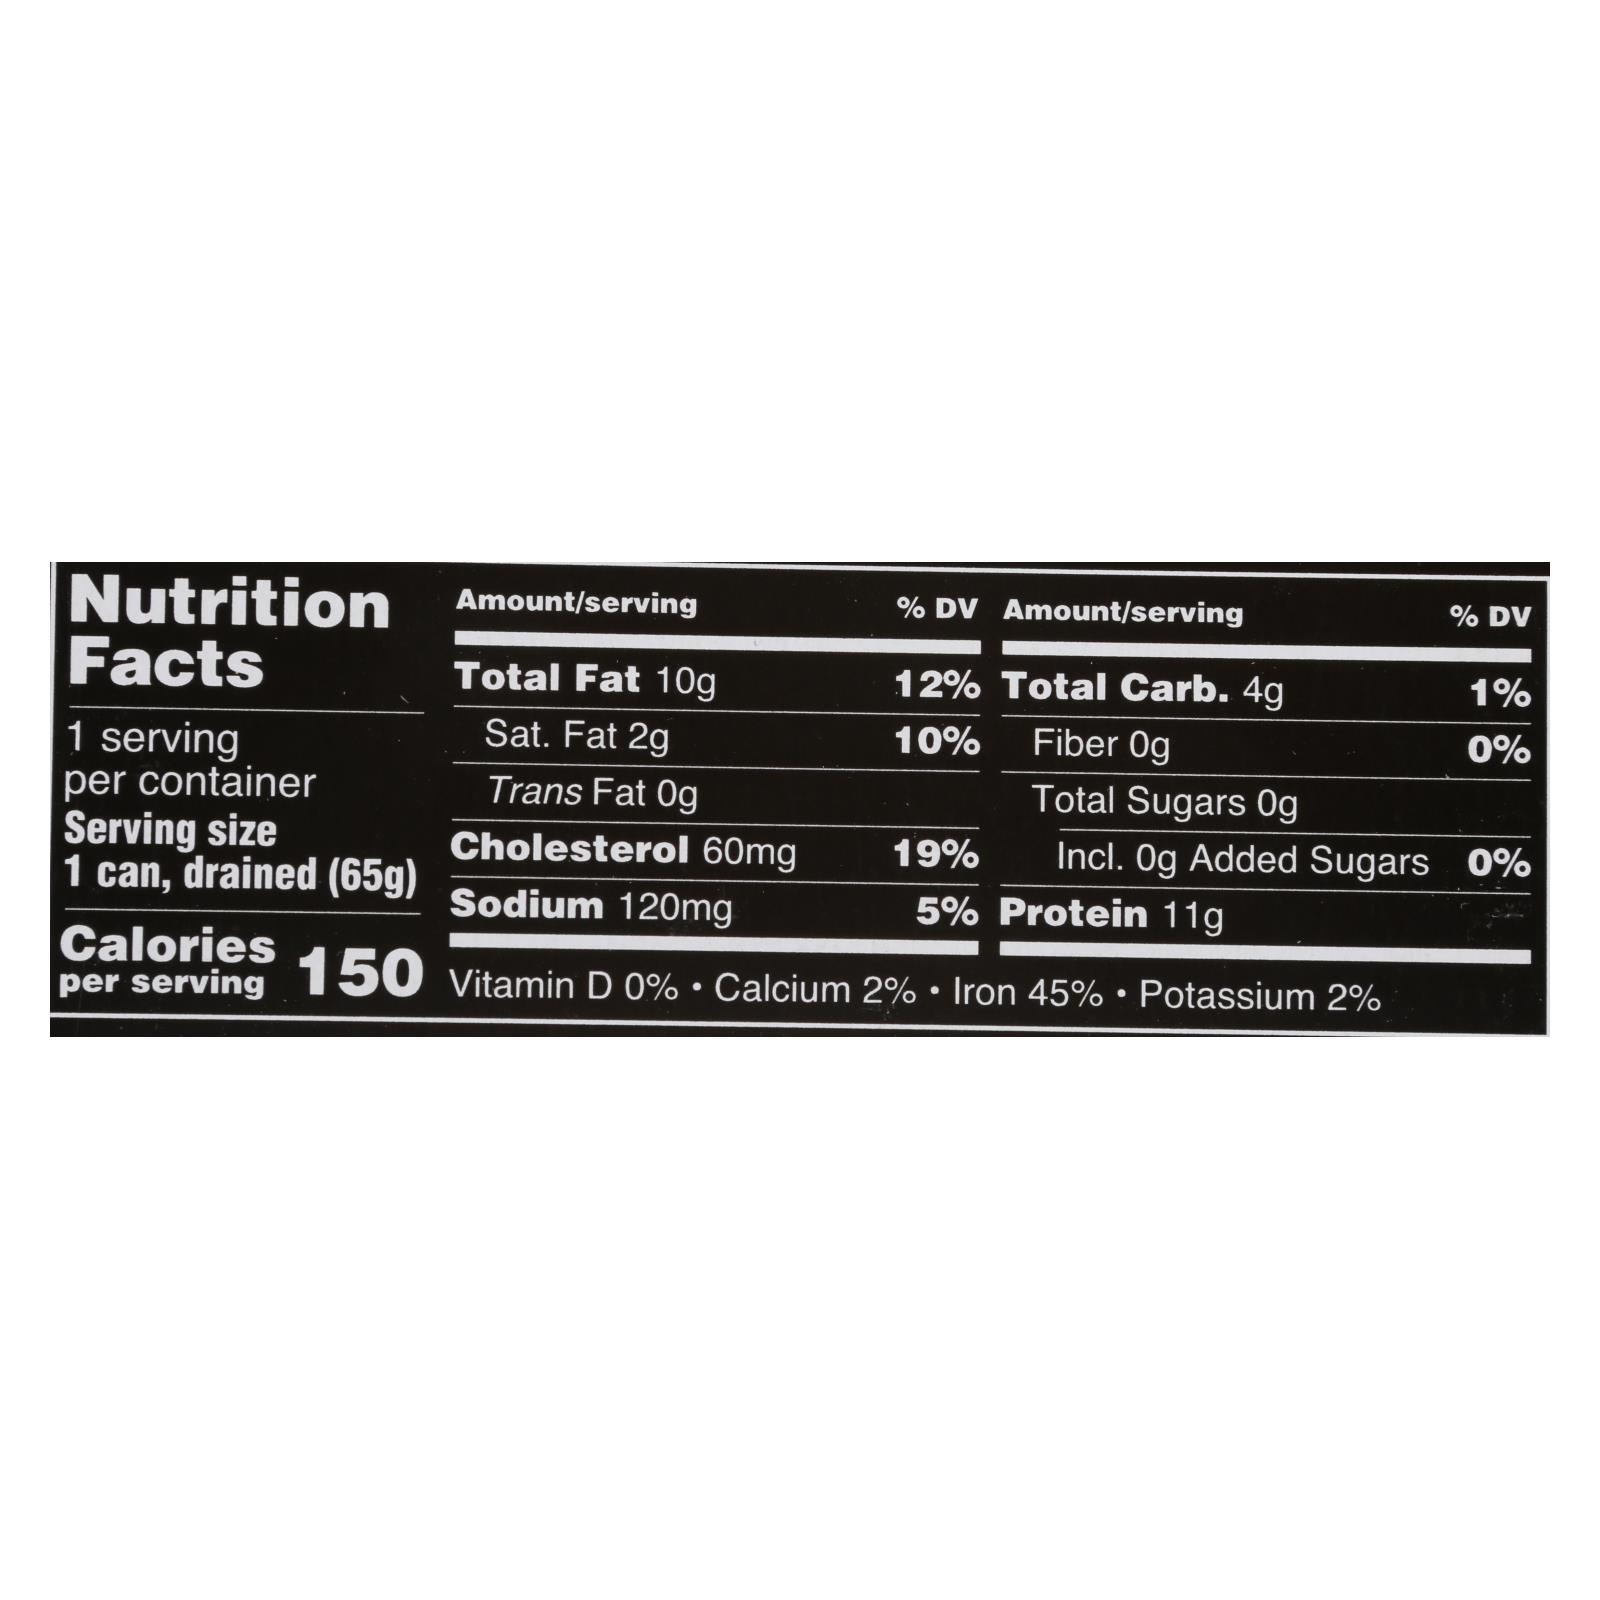 Nutrition
Facts
1 serving
per container
Serving size
1 can, drained (65g)
Calories
per serving 150
Amount/serving % DV
Total Fat 10g 12%
Sat. Fat 2g 10%
Trans Fat 0g
Cholesterol 60mg 19%
Sodium 120mg 5%
Amount/serving % DV
Total Carb. 4g 1%
Fiber 0g 0%
Total Sugars 0g
Incl. 0g Added Sugars 0%
Protein 11g
Vitamin D 0% • Calcium 2% • Iron 45% • Potassium 2%